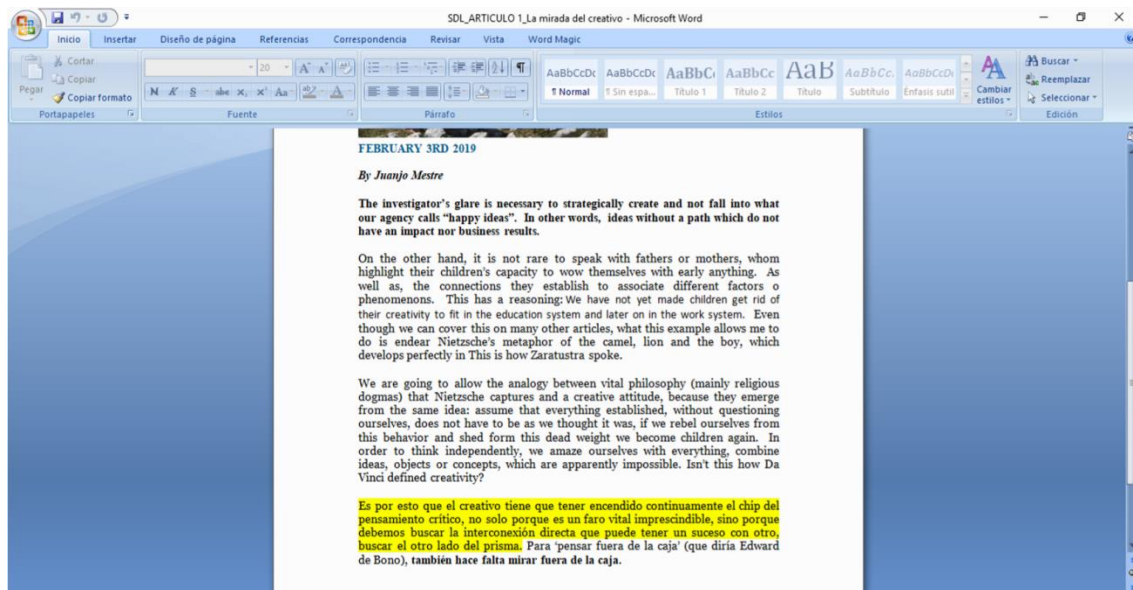 SDL_ARTICULO 1_La mirada del creativo - Microsoft Word
Inicio Insertar Diseño de página Referencias Correspondencia Revisar Vista Word Magic
Pegar
Cortar
Copiar
Copiar formato
Portapapeles
20
N K S abe x, x² Aa
Fuente
Párrafo
AaBbCcDc AaBbCcDc AaBbC AaBbCc AaB AaBbCc. AaBbCcDc
¶ Normal ¶ Sin espa... Título 1 Título 2 Título Subtítulo Énfasis sutil
Cambiar
estilos
Estilos
Buscar
Reemplazar
Seleccionar
Edición
FEBRUARY 3RD 2019
By Juanjo Mestre
The investigator's glare is necessary to strategically create and not fall into what
our agency calls “happy ideas”. In other words, ideas without a path which do not
have an impact nor business results.
On the other hand, it is not rare to speak with fathers or mothers, whom
highlight their children's capacity to wow themselves with early anything. As
well as, the connections they establish to associate different factors o
phenomenons. This has a reasoning: We have not yet made children get rid of
their creativity to fit in the education system and later on in the work system. Even
though we can cover this on many other articles, what this example allows me to
do is endear Nietzsche's metaphor of the camel, lion and the boy, which
develops perfectly in This is how Zaratustra spoke.
We are going to allow the analogy between vital philosophy (mainly religious
dogmas) that Nietzsche captures and a creative attitude, because they emerge
from the same idea: assume that everything established, without questioning
ourselves, does not have to be as we thought it was, if we rebel ourselves from
this behavior and shed form this dead weight we become children again. In
order to think independently, we amaze ourselves with everything, combine
ideas, objects or concepts, which are apparently impossible. Isn't this how Da
Vinci defined creativity?
Es por esto que el creativo tiene que tener encendido continuamente el chip del
pensamiento crítico, no solo porque es un faro vital imprescindible, sino porque
debemos buscar la interconexión directa que puede tener un suceso con otro,
buscar el otro lado del prisma. Para ‘pensar fuera de la caja’ (que diría Edward
de Bono), también hace falta mirar fuera de la caja.